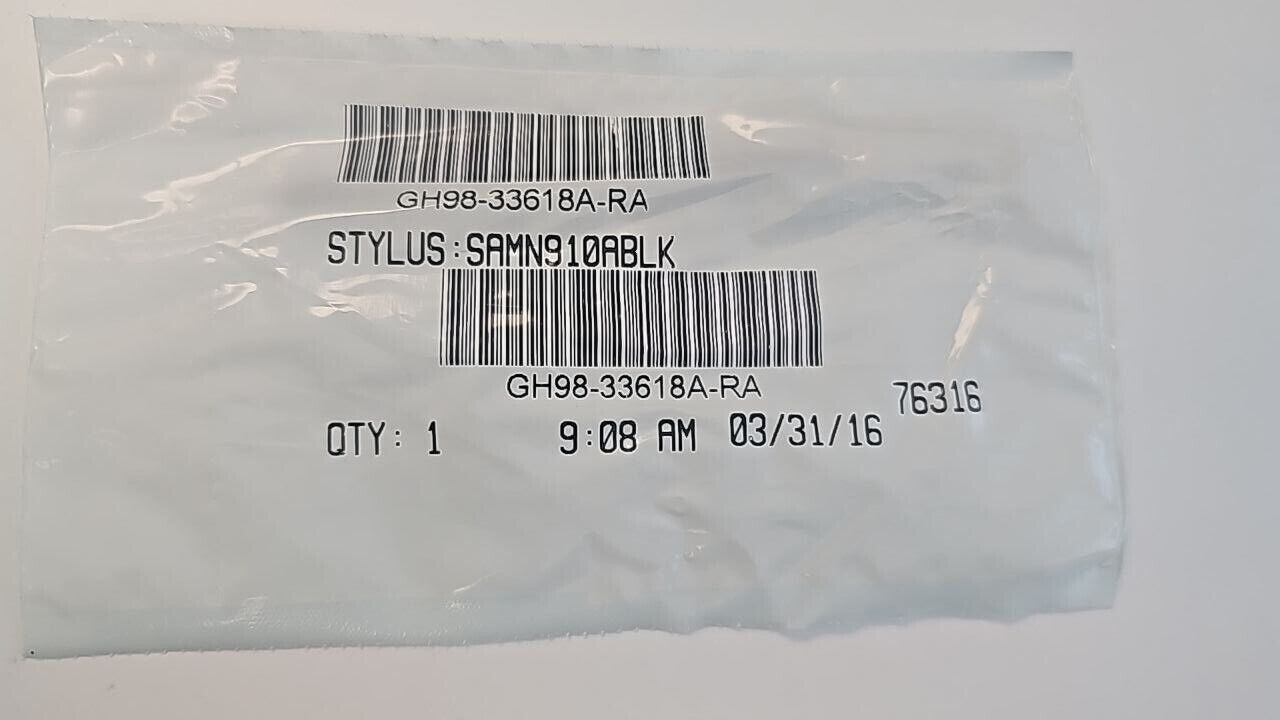 GH98-33618A-RA
STYLUS:SAMN910ABLK
GH98-33618A-RA
76316
QTY: 1 9:08 AM 03/31/16